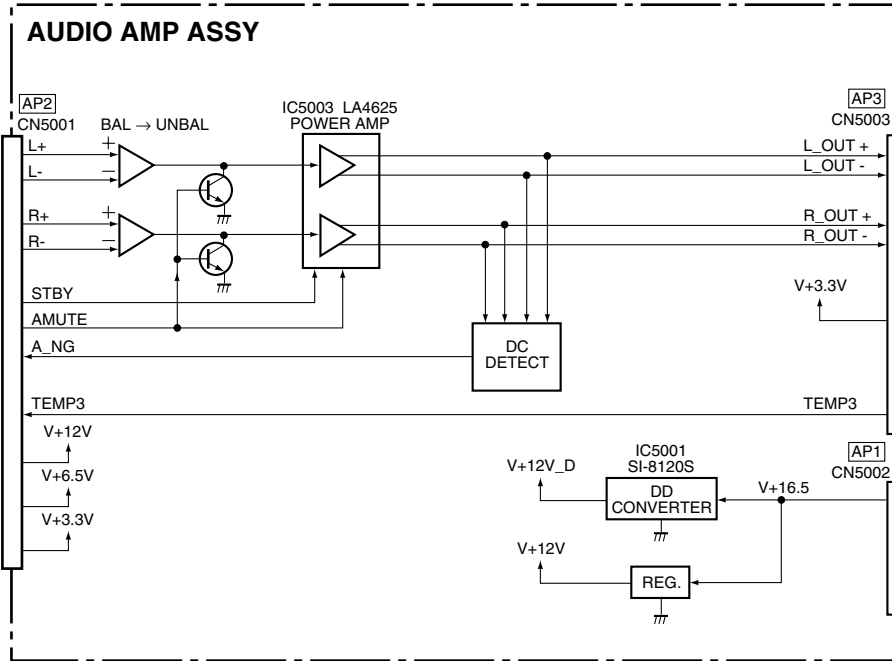 AUDIO AMP ASSY
AP2
CN5001
BAL → UNBAL
IC5003 LA4625
POWER AMP
AP3
CN5003
L+
+
L-
−
R+
+
R-
−
L_OUT +
L_OUT -
R_OUT +
R_OUT -
STBY
AMUTE
A_NG
DC
DETECT
V+3.3V
TEMP3
TEMP3
V+12V
V+6.5V
V+3.3V
IC5001
SI-8120S
V+12V_D
DD
CONVERTER
V+16.5
AP1
CN5002
V+12V
REG.